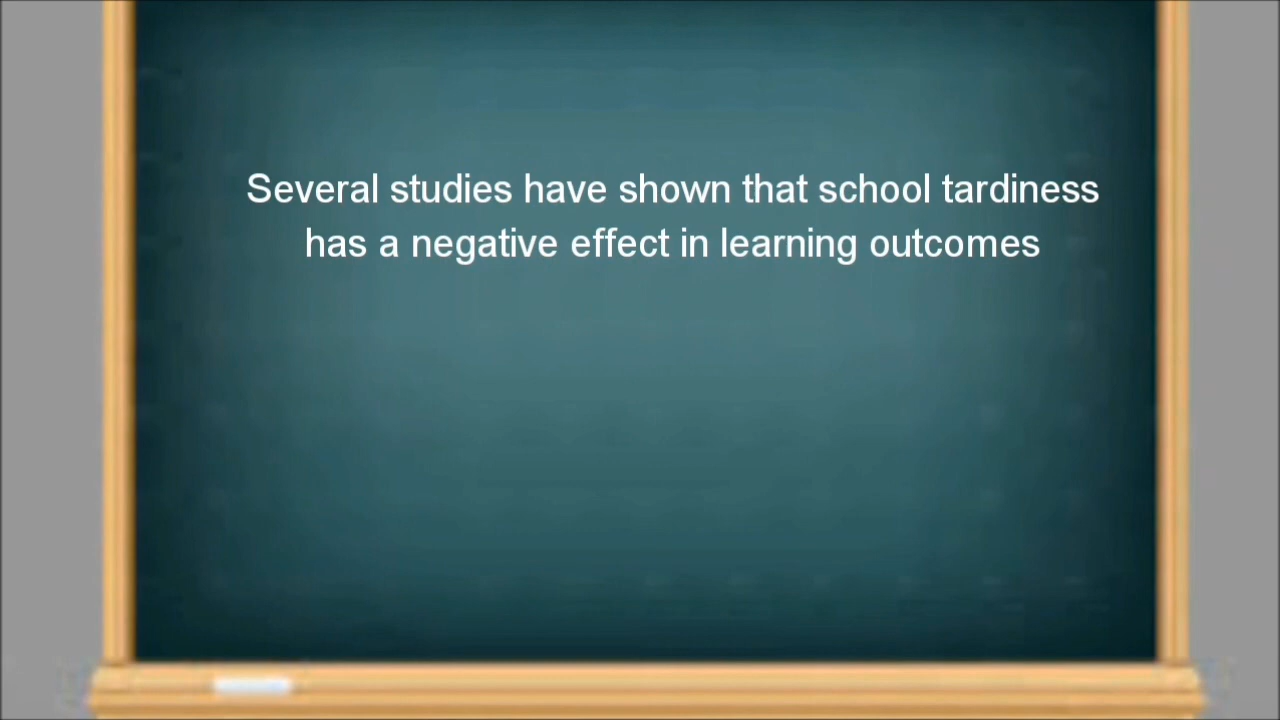 Several studies have shown that school tardiness
has a negative effect in learning outcomes